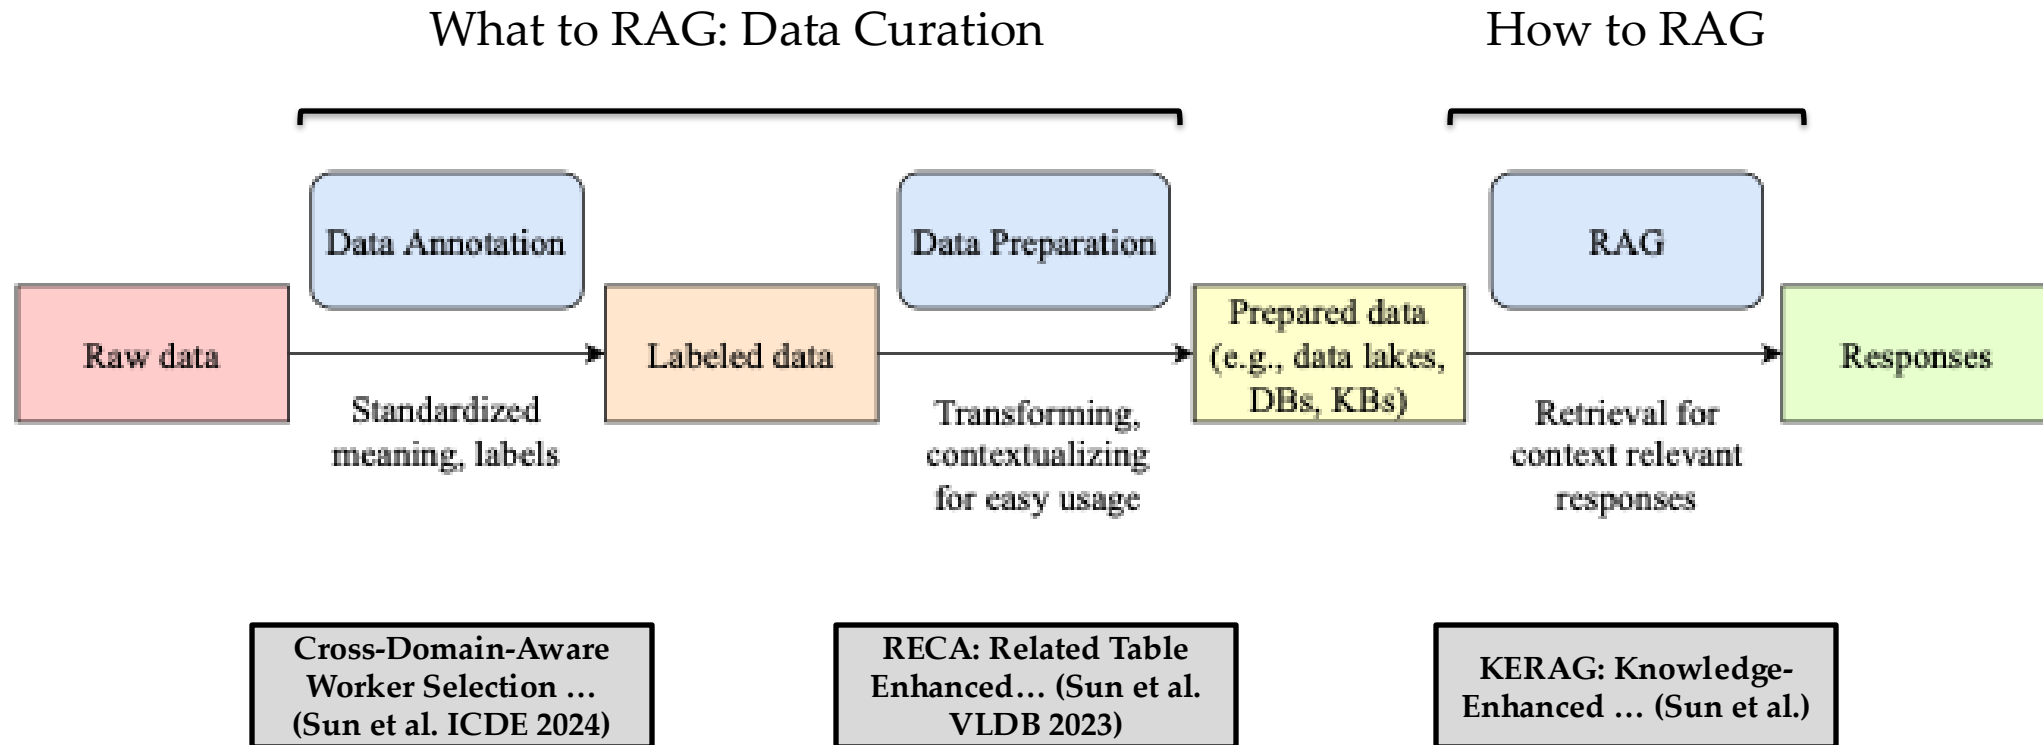 What to RAG: Data Curation
How to RAG
Data Annotation
Data Preparation
RAG
Raw data
Labeled data
Prepared data
(e.g., data lakes,
DBs, KBs)
Responses
Standardized
meaning, labels
Transforming,
contextualizing
for easy usage
Retrieval for
context relevant
responses
Cross-Domain-Aware
Worker Selection …
(Sun et al. ICDE 2024)
RECA: Related Table
Enhanced… (Sun et al.
VLDB 2023)
KERAG: Knowledge-
Enhanced … (Sun et al.)